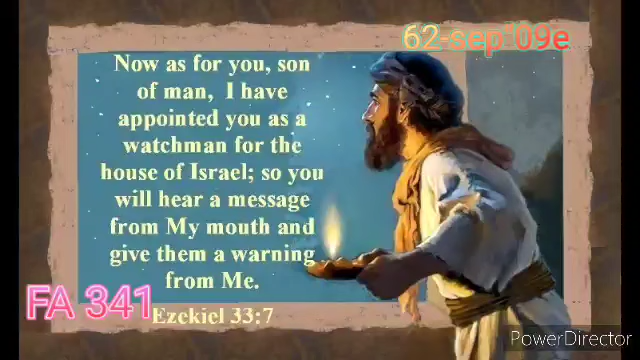 62-sep'09e
Now as for you, son
of man, I have
appointed you as a
watchman for the
house of Israel; so you
will hear a message
from My mouth and
give them a warning
from Me.
FA 341
Ezekiel 33:7
PowerDirector